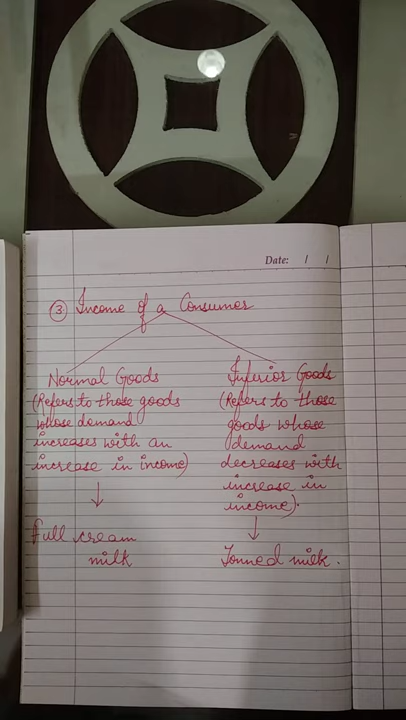 Date: / /
③ Income of a Consumer
Normal Goods
(Refers to those goods
whose demand
increases with an
increase in income)
↓
Full cream
milk
Inferior Goods
(Refers to those
goods whose
demand
decreases with
increase in
income).
↓
Tonned milk.